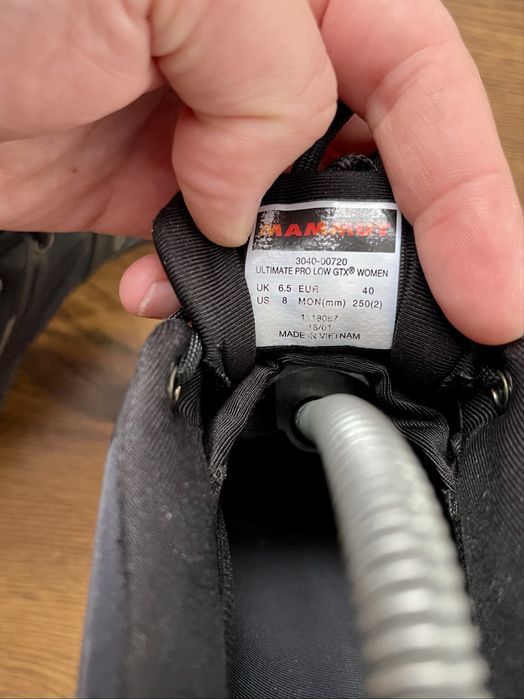 MAMMUT
3040-00720
ULTIMATE PRO LOW GTX® WOMEN
UK 6.5 EUR 40
US 8 MON(mm) 250(2)
1118087
16/01
MADE IN VIETNAM